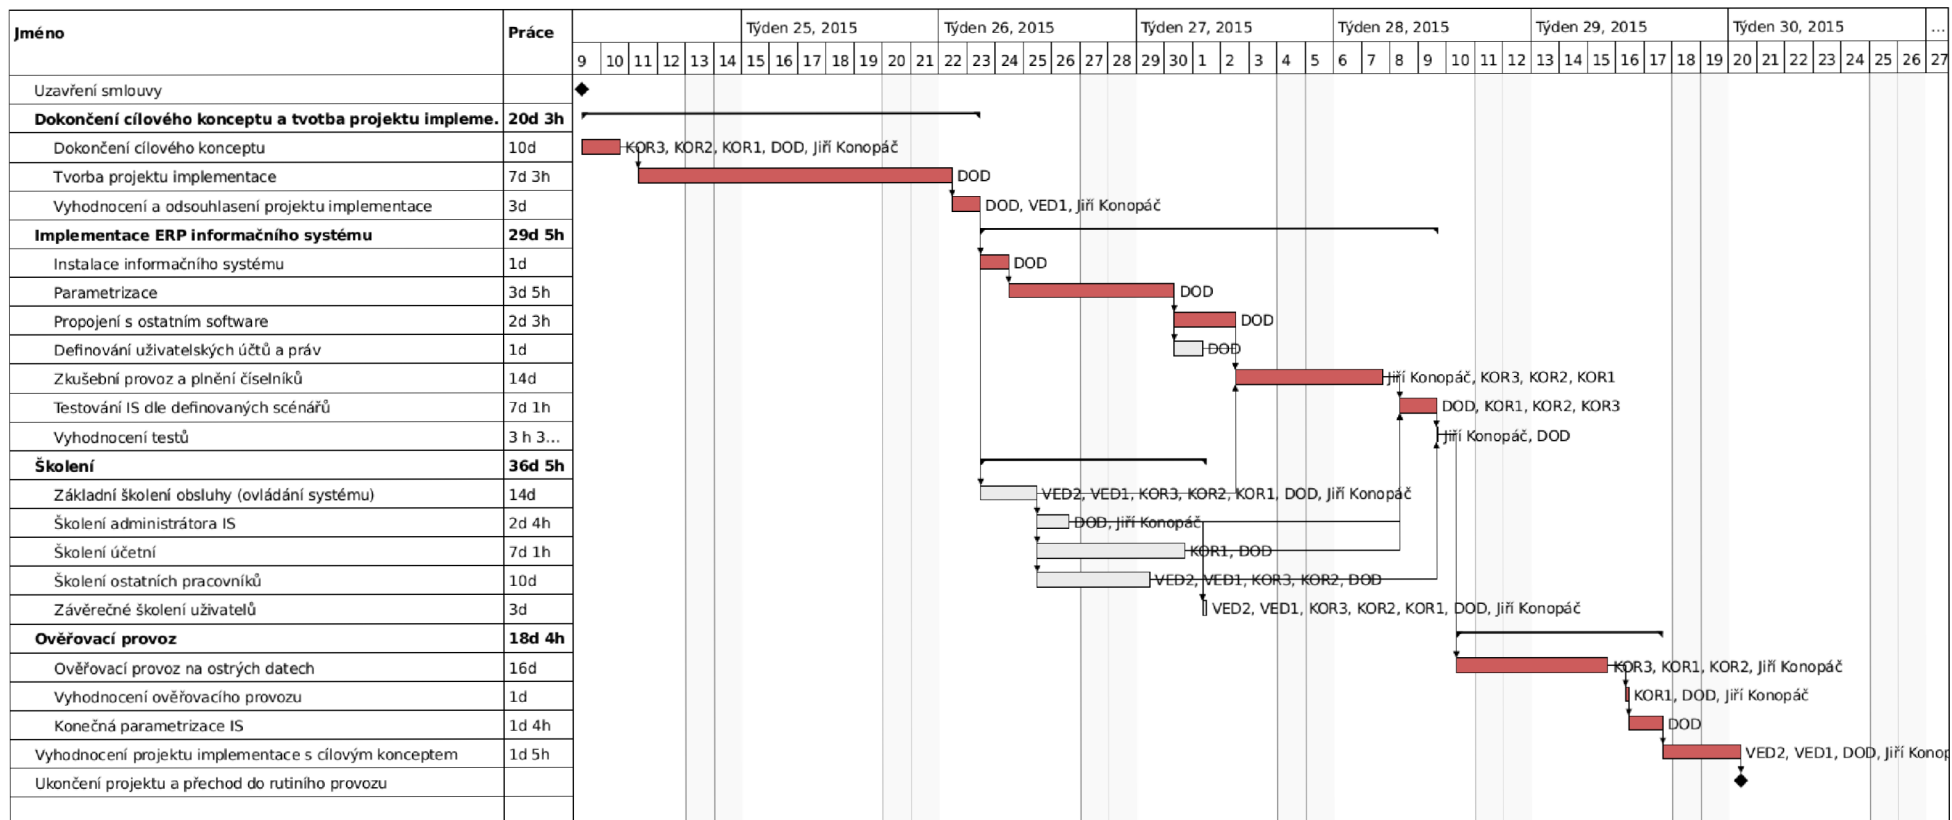 Jméno Práce Týden 25, 2015 Týden 26, 2015 Týden 27, 2015 Týden 28, 2015 Týden 29, 2015 Týden 30, 2015 ...
9 10 11 12 13 14 15 16 17 18 19 20 21 22 23 24 25 26 27 28 29 30 1 2 3 4 5 6 7 8 9 10 11 12 13 14 15 16 17 18 19 20 21 22 23 24 25 26 27
Uzavření smlouvy
Dokončení cílového konceptu a tvotba projektu impleme. 20d 3h
Dokončení cílového konceptu 10d KOR3, KOR2, KOR1, DOD, Jiří Konopáč
Tvorba projektu implementace 7d 3h DOD
Vyhodnocení a odsouhlasení projektu implementace 3d DOD, VED1, Jiří Konopáč
Implementace ERP informačního systému 29d 5h
Instalace informačního systému 1d DOD
Parametrizace 3d 5h DOD
Propojení s ostatním software 2d 3h DOD
Definování uživatelských účtů a práv 1d DOD
Zkušební provoz a plnění číselníků 14d Jiří Konopáč, KOR3, KOR2, KOR1
Testování IS dle definovaných scénářů 7d 1h DOD, KOR1, KOR2, KOR3
Vyhodnocení testů 3 h 3... Jiří Konopáč, DOD
Školení 36d 5h
Základní školení obsluhy (ovládání systému) 14d VED2, VED1, KOR3, KOR2, KOR1, DOD, Jiří Konopáč
Školení administrátora IS 2d 4h DOD, Jiří Konopáč
Školení účetní 7d 1h KOR1, DOD
Školení ostatních pracovníků 10d VED2, VED1, KOR3, KOR2, DOD
Závěrečné školení uživatelů 3d VED2, VED1, KOR3, KOR2, KOR1, DOD, Jiří Konopáč
Ověřovací provoz 18d 4h
Ověřovací provoz na ostrých datech 16d KOR3, KOR1, KOR2, Jiří Konopáč
Vyhodnocení ověřovacího provozu 1d KOR1, DOD, Jiří Konopáč
Konečná parametrizace IS 1d 4h DOD
Vyhodnocení projektu implementace s cílovým konceptem 1d 5h VED2, VED1, DOD, Jiří Konop
Ukončení projektu a přechod do rutiního provozu